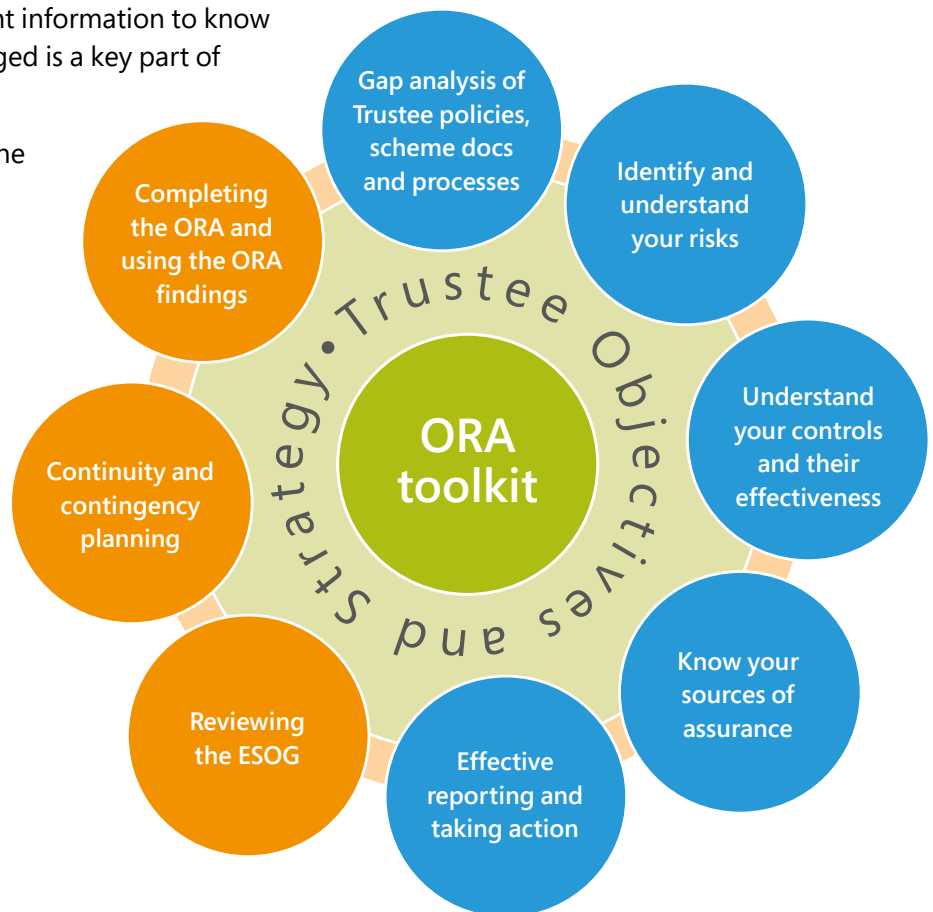 nt information to know
ged is a key part of
he
Gap analysis of
Trustee policies,
scheme docs
and processes
Identify and
understand
your risks
Understand
your controls
and their
effectiveness
Know your
sources of
assurance
Effective
reporting and
taking action
Reviewing
the ESOG
Continuity and
contingency
planning
Completing
the ORA and
using the ORA
findings
Trustee Objectives and Strategy •
ORA
toolkit